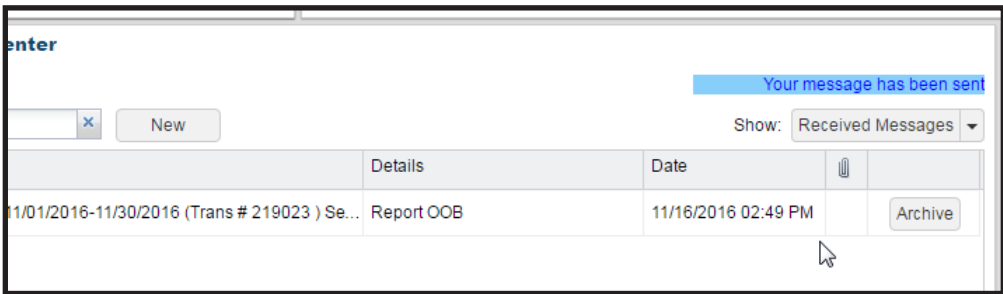 enter
Your message has been sent
New
Show: Received Messages
Details Date
11/01/2016-11/30/2016 (Trans # 219023 ) Se... Report OOB 11/16/2016 02:49 PM Archive